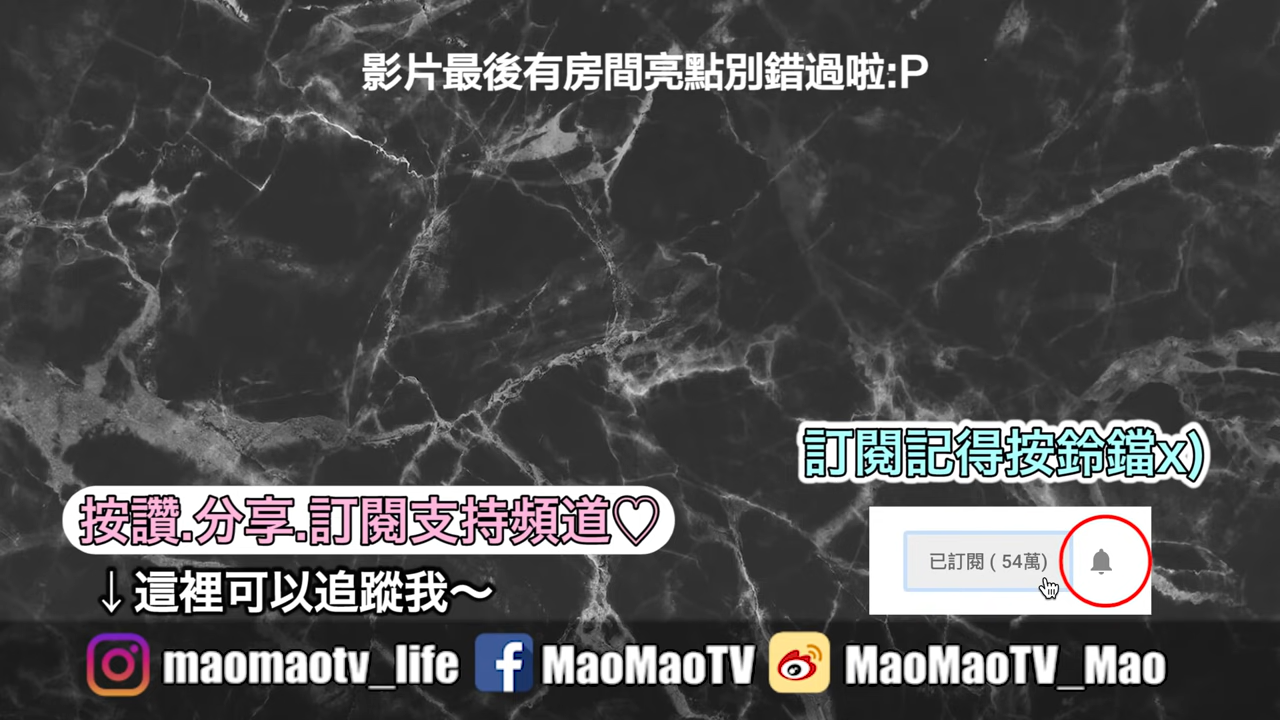 影片最後有房間亮點別錯過啦:P
訂閱記得按鈴鐺x)
按讚.分享.訂閱支持頻道♡
已訂閱 ( 54萬)
↓這裡可以追蹤我～
maomaotv_life MaoMaoTV MaoMaoTV_Mao